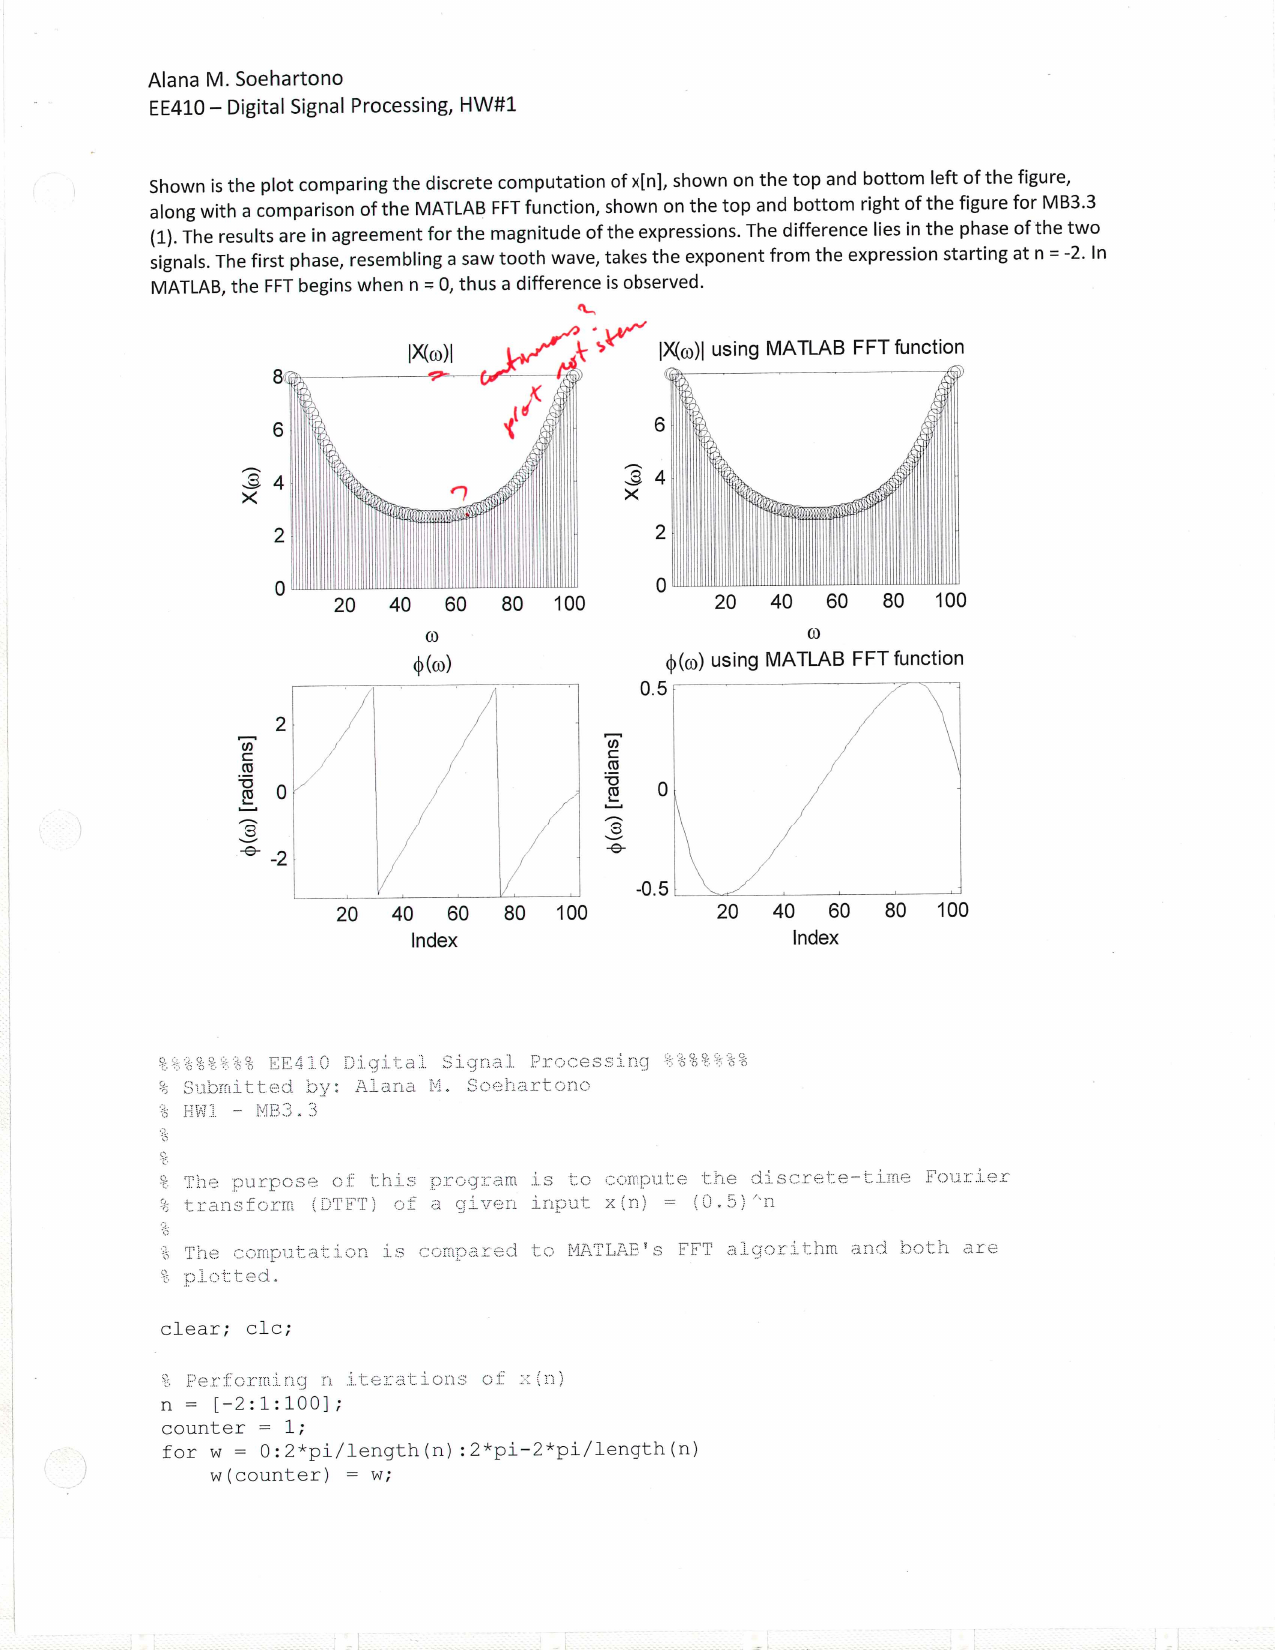 Alana M. Soehartono
EE410 – Digital Signal Processing, HW#1
Shown is the plot comparing the discrete computation of x[n], shown on the top and bottom left of the figure,
along with a comparison of the MATLAB FFT function, shown on the top and bottom right of the figure for MB3.3
(1). The results are in agreement for the magnitude of the expressions. The difference lies in the phase of the two
signals. The first phase, resembling a saw tooth wave, takes the exponent from the expression starting at n = -2. In
MATLAB, the FFT begins when n = 0, thus a difference is observed.
continuous ?
plot not stem
?
|X(ω)|
8
6
4
2
0
X(ω)
20 40 60 80 100
ω
|X(ω)| using MATLAB FFT function
6
4
2
0
X(ω)
20 40 60 80 100
ω
ϕ(ω)
2
0
-2
ϕ(ω) [radians]
20 40 60 80 100
Index
ϕ(ω) using MATLAB FFT function
0.5
0
-0.5
ϕ(ω) [radians]
20 40 60 80 100
Index
%%%%%%%% EE410 Digital Signal Processing %%%%%%%
% Submitted by: Alana M. Soehartono
% HW1 - MB3.3
%
%
% The purpose of this program is to compute the discrete-time Fourier
% transform (DTFT) of a given input x(n) = (0.5)^n
%
% The computation is compared to MATLAB's FFT algorithm and both are
% plotted.
clear; clc;
% Performing n iterations of x(n)
n = [-2:1:100];
counter = 1;
for w = 0:2*pi/length(n):2*pi-2*pi/length(n)
w(counter) = w;